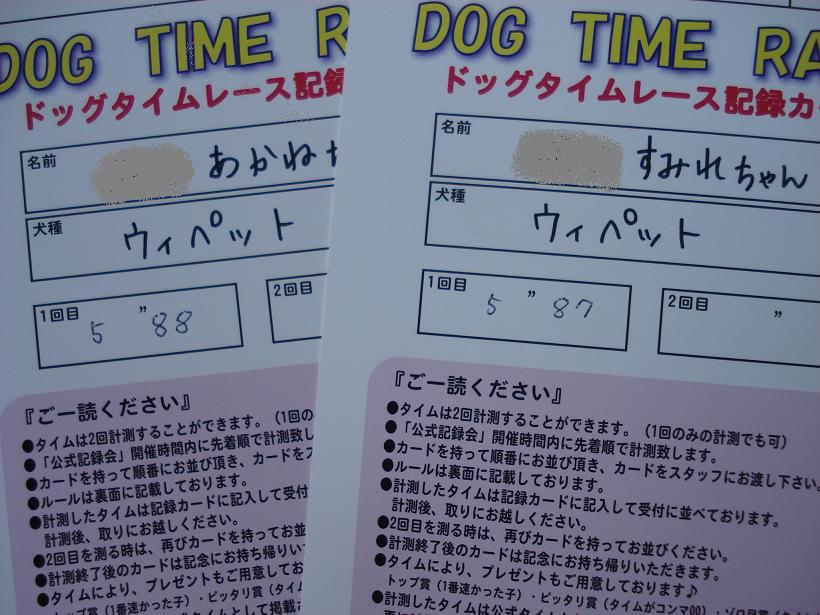 DOG TIME R
ドッグタイムレース記録
名前
あかね
犬種
ウィペット
1回目
5 ” 88
2回目
『ご一読ください』
●タイムは2回計測することができます。（1回の
●「公式記録会」開催時間内に先着順で計測致し
●カードを持って順番にお並び頂き、カードをス
●ルールは裏面に記載しております。
●計測したタイムは記録カードに記入して受付
計測後、取りにお越しください。
●2回目を測る時は、再びカードを持ってお並
●計測終了後のカードは記念にお持ち帰りい
●タイムにより、プレゼントもご用意してお
トップ賞（1番速かった子）・ピッタリ賞（タイム
DOG TIME RA
ドッグタイムレース記録カ
名前
すみれちゃん
犬種
ウィペット
1回目
5 ” 87
2回目
”
『ご一読ください』
●タイムは2回計測することができます。（1回のみの計測でも可）
●「公式記録会」開催時間内に先着順で計測致します。
●カードを持って順番にお並び頂き、カードをスタッフにお渡し下さい。
●ルールは裏面に記載しております。
●計測したタイムは記録カードに記入して受付に並べております。
計測後、取りにお越しください。
●2回目を測る時は、再びカードを持ってお並びください。
●計測終了後のカードは記念にお持ち帰りいただきます。
●タイムにより、プレゼントもご用意しております♪
トップ賞（1番速かった子）・ピッタリ賞（タイムがコンマ00）・ゾロ目賞
●計測したタイムは公式タイム